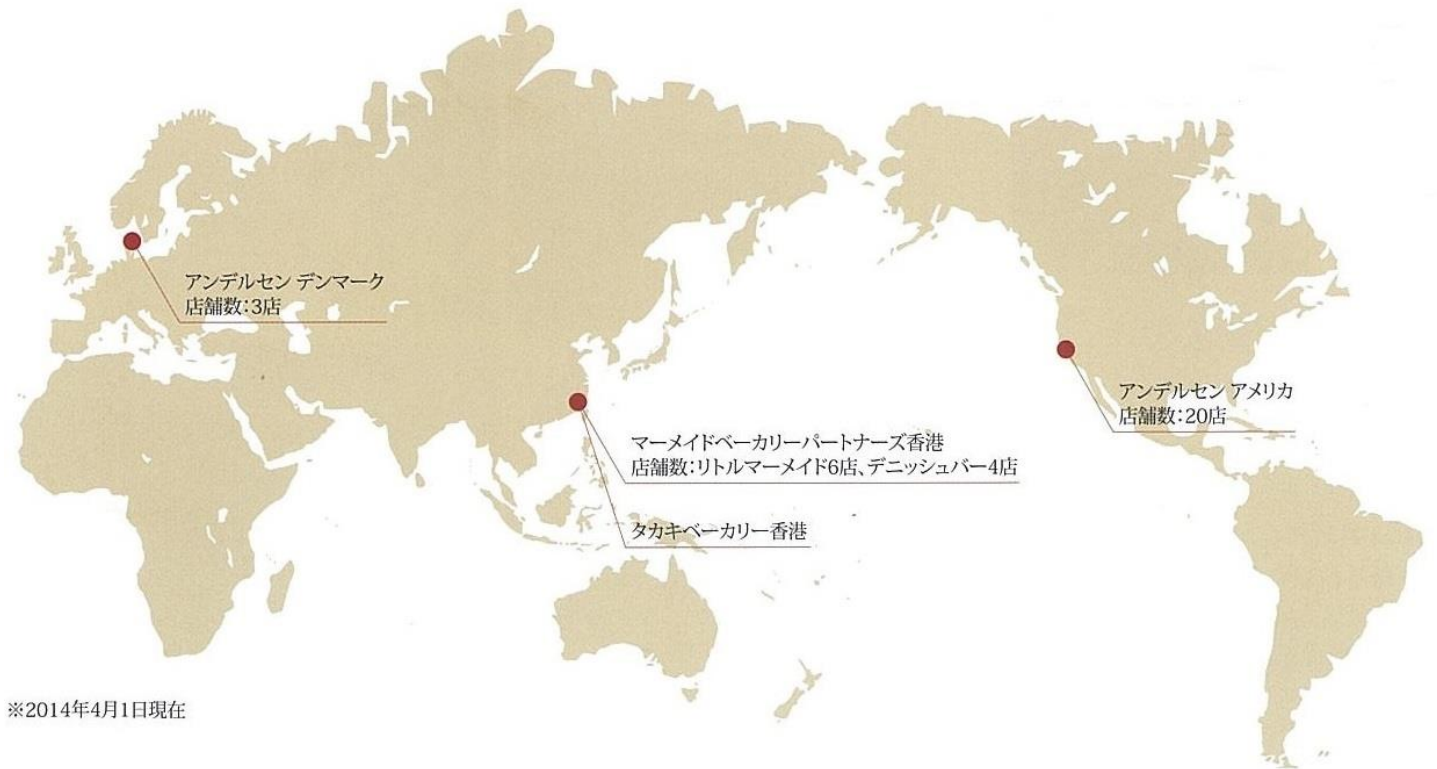 アンデルセン デンマーク
店舗数:3店
アンデルセン アメリカ
店舗数:20店
マーメイドベーカリーパートナーズ香港
店舗数:リトルマーメイド6店、デニッシュバー4店
タカキベーカリー香港
※2014年4月1日現在